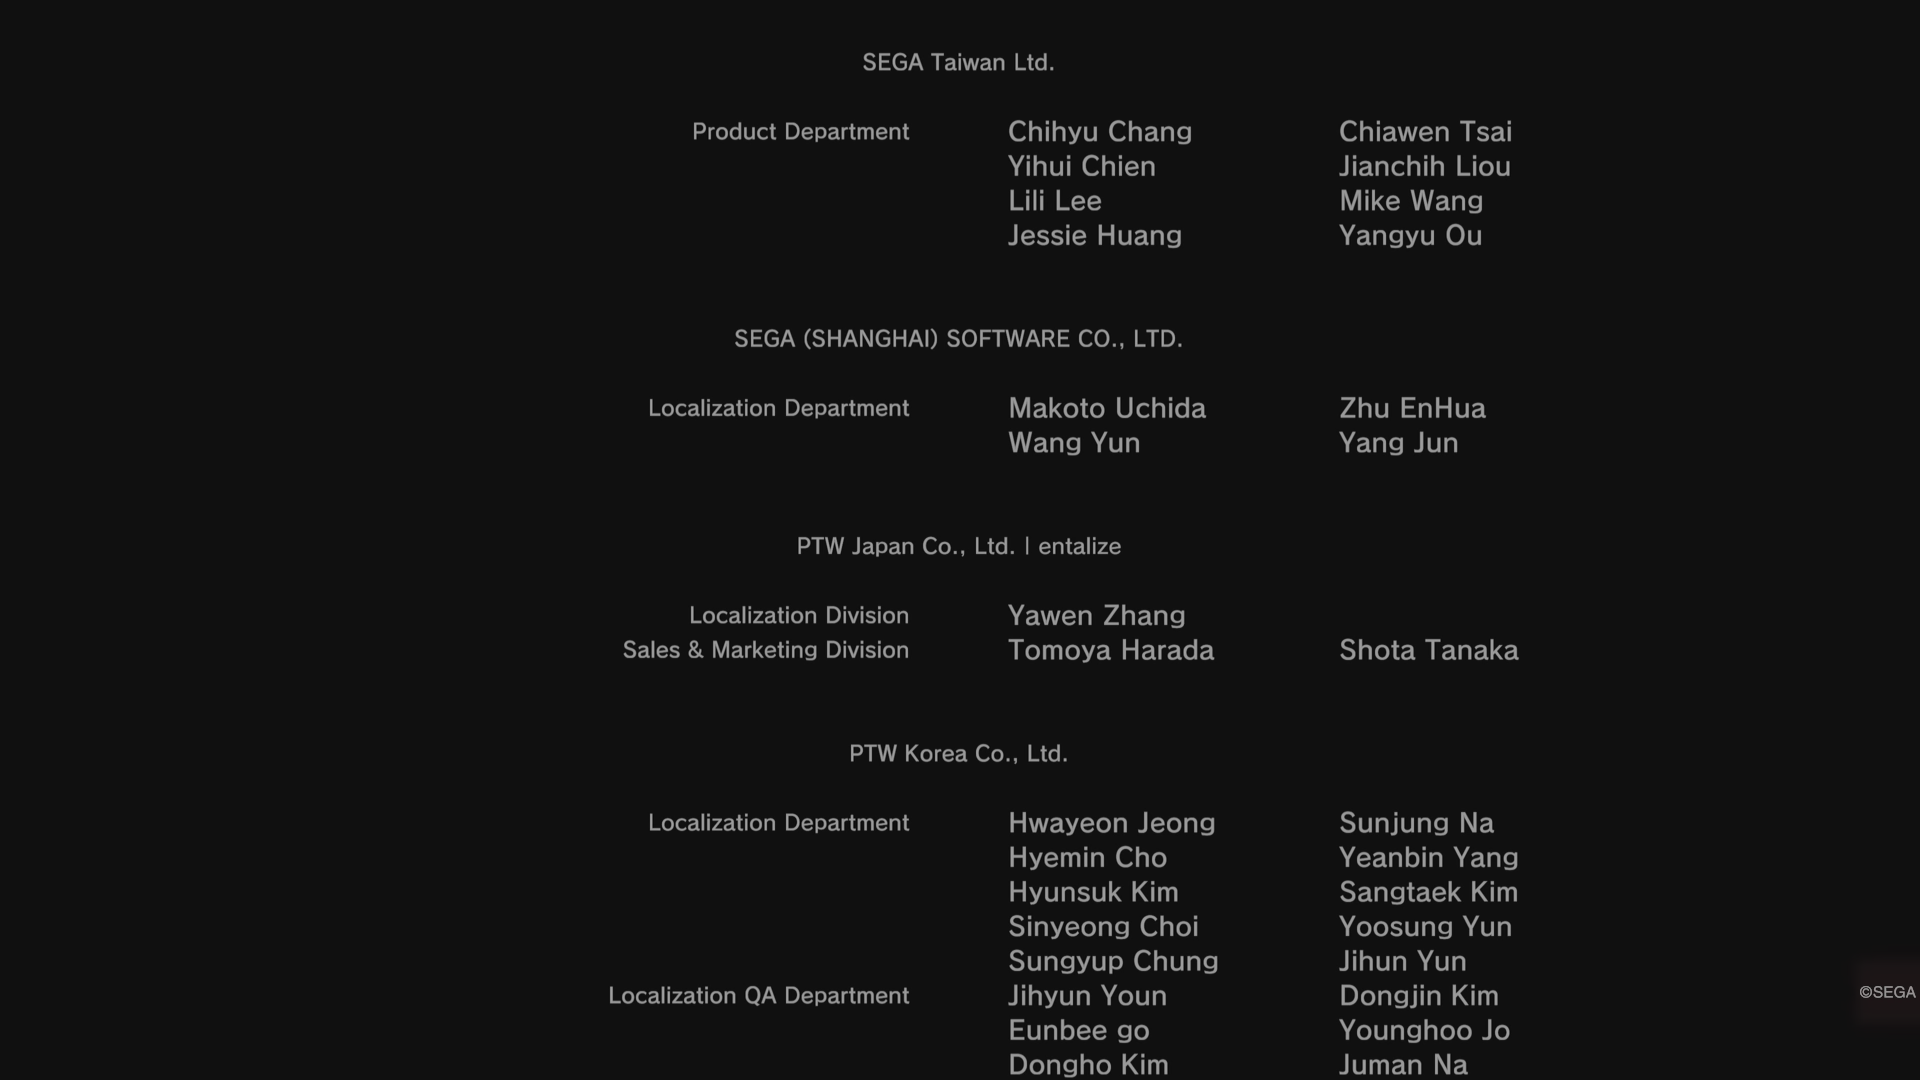 SEGA Taiwan Ltd.
Product Department Chihyu Chang Chiawen Tsai
Yihui Chien Jianchih Liou
Lili Lee Mike Wang
Jessie Huang Yangyu Ou
SEGA (SHANGHAI) SOFTWARE CO., LTD.
Localization Department Makoto Uchida Zhu EnHua
Wang Yun Yang Jun
PTW Japan Co., Ltd. | entalize
Localization Division Yawen Zhang
Sales & Marketing Division Tomoya Harada Shota Tanaka
PTW Korea Co., Ltd.
Localization Department Hwayeon Jeong Sunjung Na
Hyemin Cho Yeanbin Yang
Hyunsuk Kim Sangtaek Kim
Sinyeong Choi Yoosung Yun
Sungyup Chung Jihun Yun
Localization QA Department Jihyun Youn Dongjin Kim
Eunbee go Younghoo Jo
Dongho Kim Juman Na
©SEGA